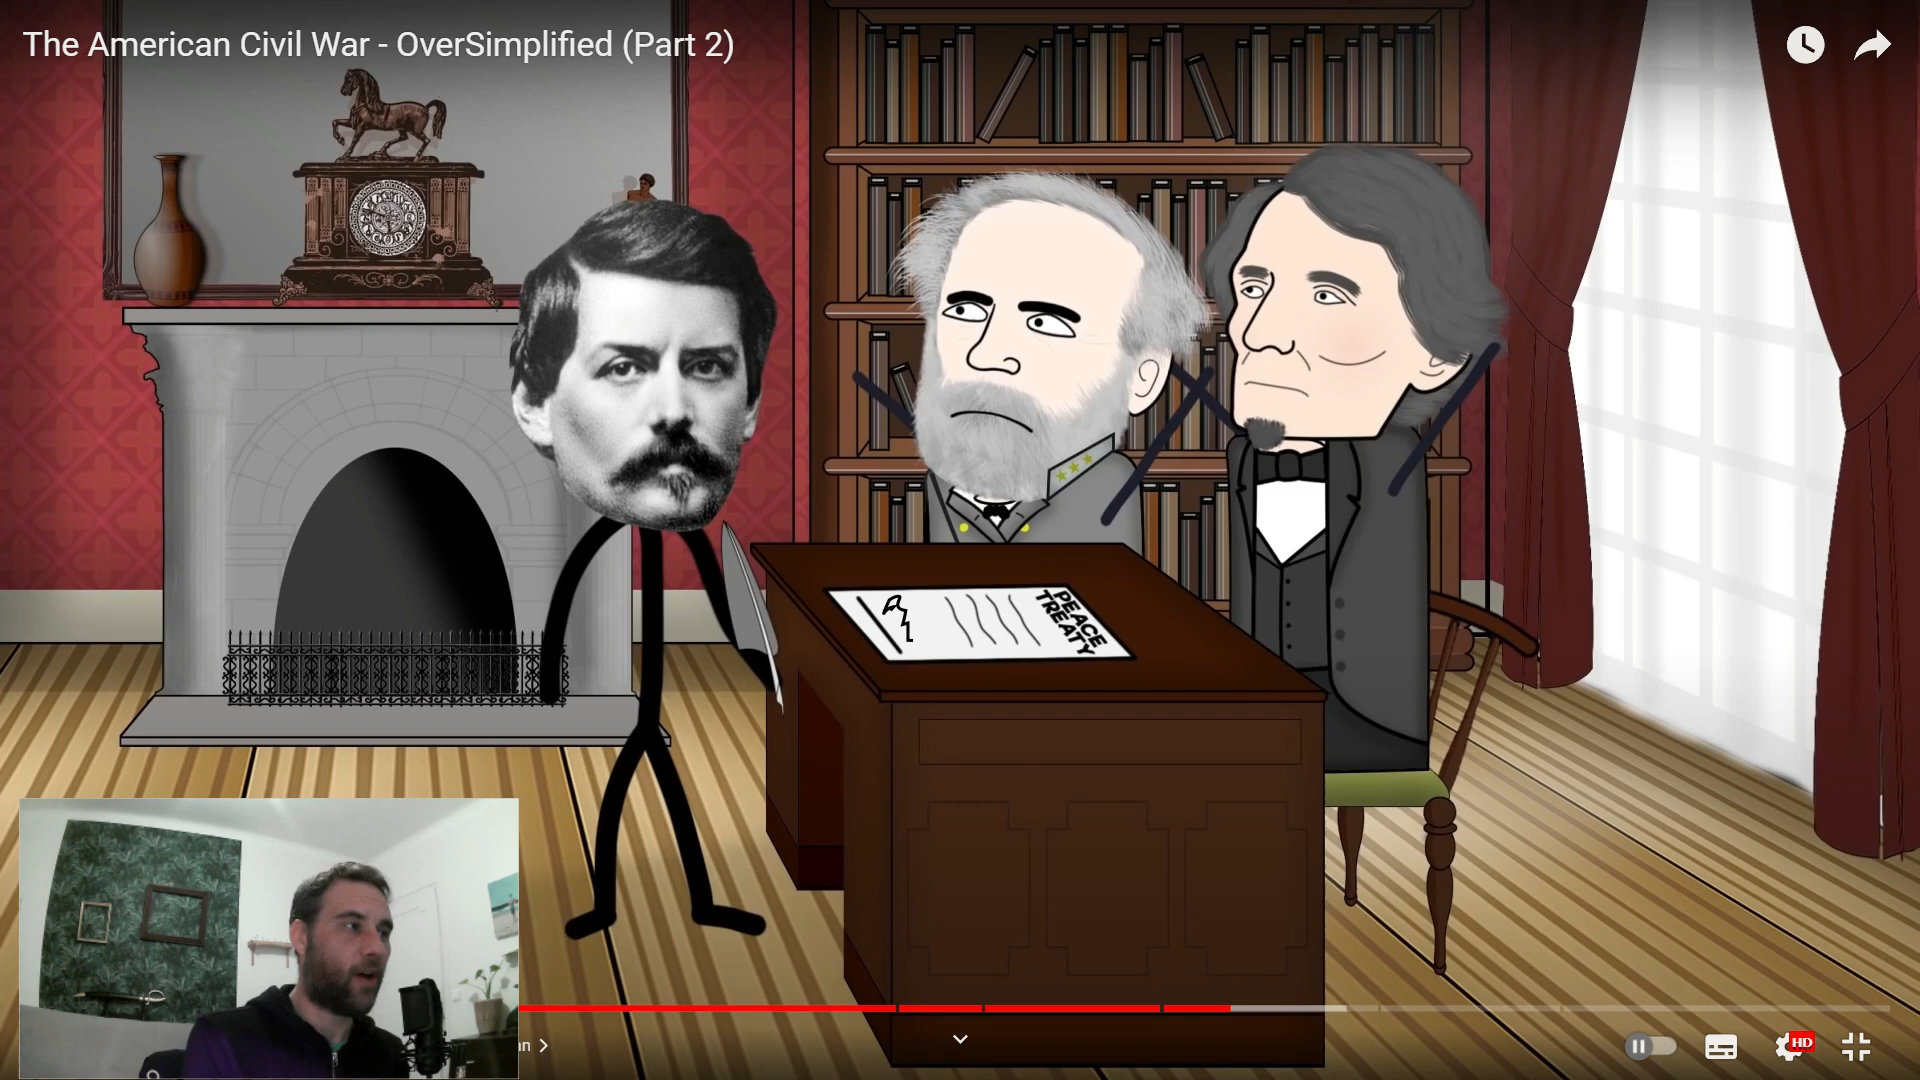 The American Civil War - OverSimplified (Part 2)
PEACE
TREATY
HD